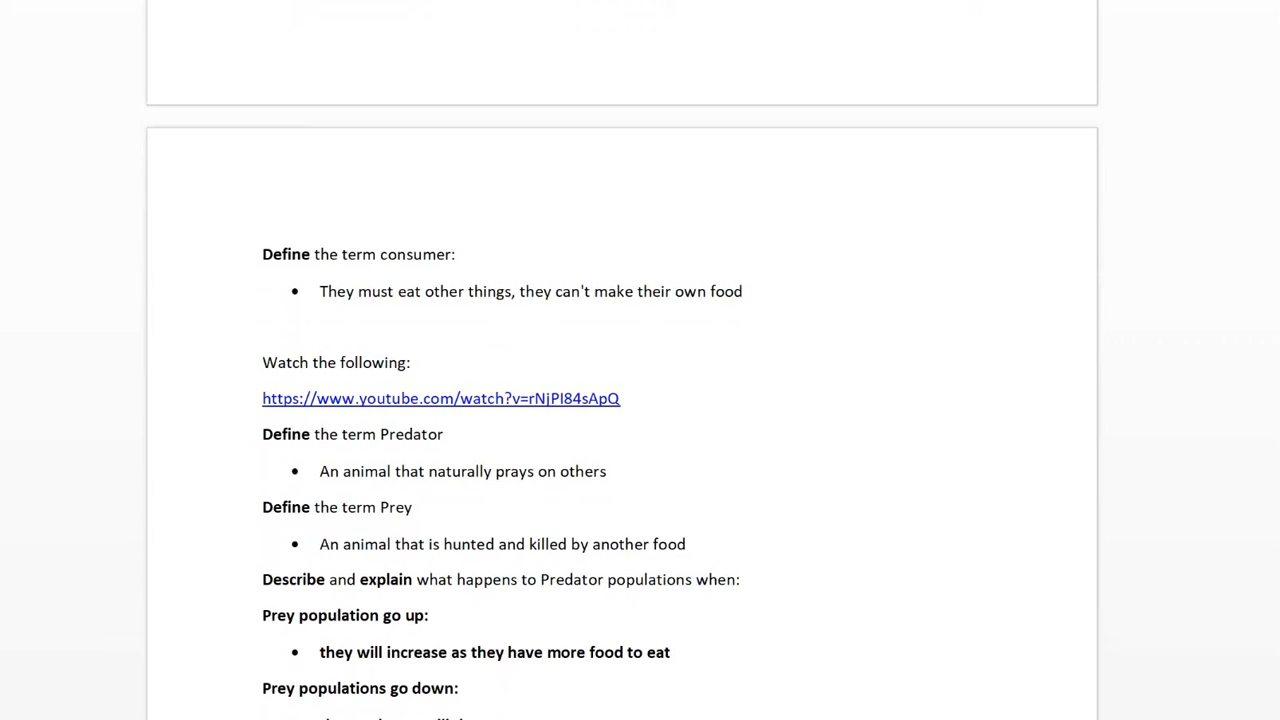 Define the term consumer:
• They must eat other things, they can't make their own food
Watch the following:
https://www.youtube.com/watch?v=rNjPI84sApQ
Define the term Predator
• An animal that naturally prays on others
Define the term Prey
• An animal that is hunted and killed by another food
Describe and explain what happens to Predator populations when:
Prey population go up:
• they will increase as they have more food to eat
Prey populations go down: